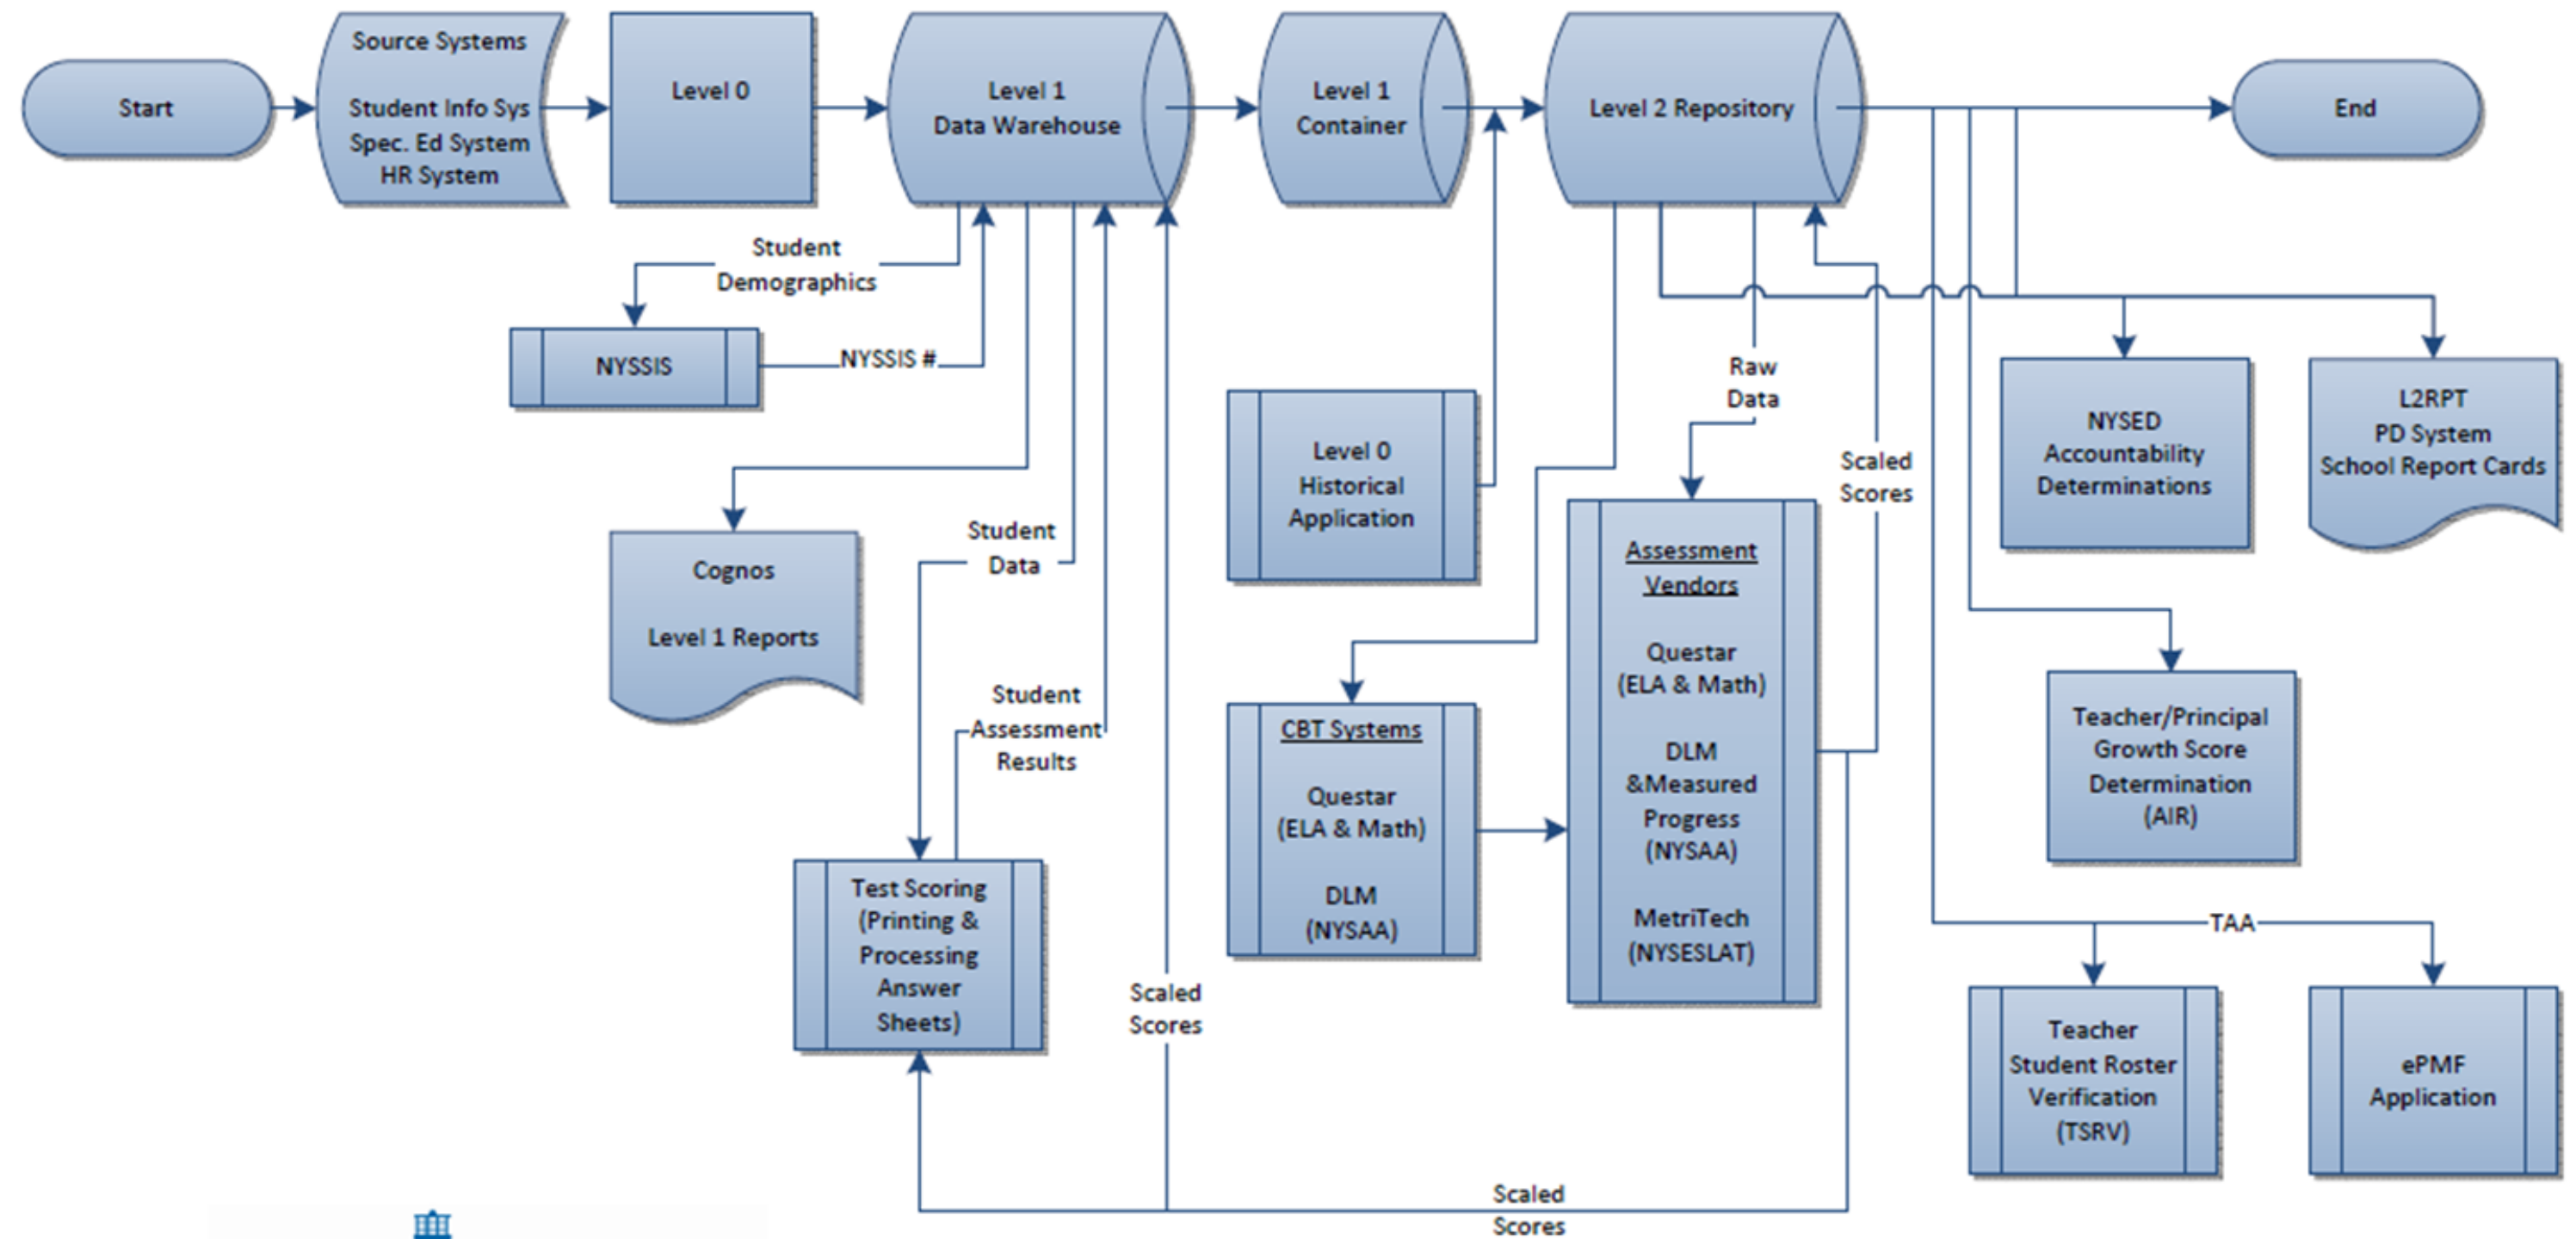 Start
Source Systems
Student Info Sys
Spec. Ed System
HR System
Level 0
Level 1
Data Warehouse
Level 1
Container
Level 2 Repository
End
Student
Demographics
NYSSIS
NYSSIS #
Cognos
Level 1 Reports
Student
Data
Student
Assessment
Results
Test Scoring
(Printing &
Processing
Answer
Sheets)
Scaled
Scores
Level 0
Historical
Application
CBT Systems
Questar
(ELA & Math)
DLM
(NYSAA)
Raw
Data
Assessment
Vendors
Questar
(ELA & Math)
DLM
&Measured
Progress
(NYSAA)
MetriTech
(NYSESLAT)
Scaled
Scores
Scaled
Scores
NYSED
Accountability
Determinations
L2RPT
PD System
School Report Cards
Teacher/Principal
Growth Score
Determination
(AIR)
TAA
Teacher
Student Roster
Verification
(TSRV)
ePMF
Application